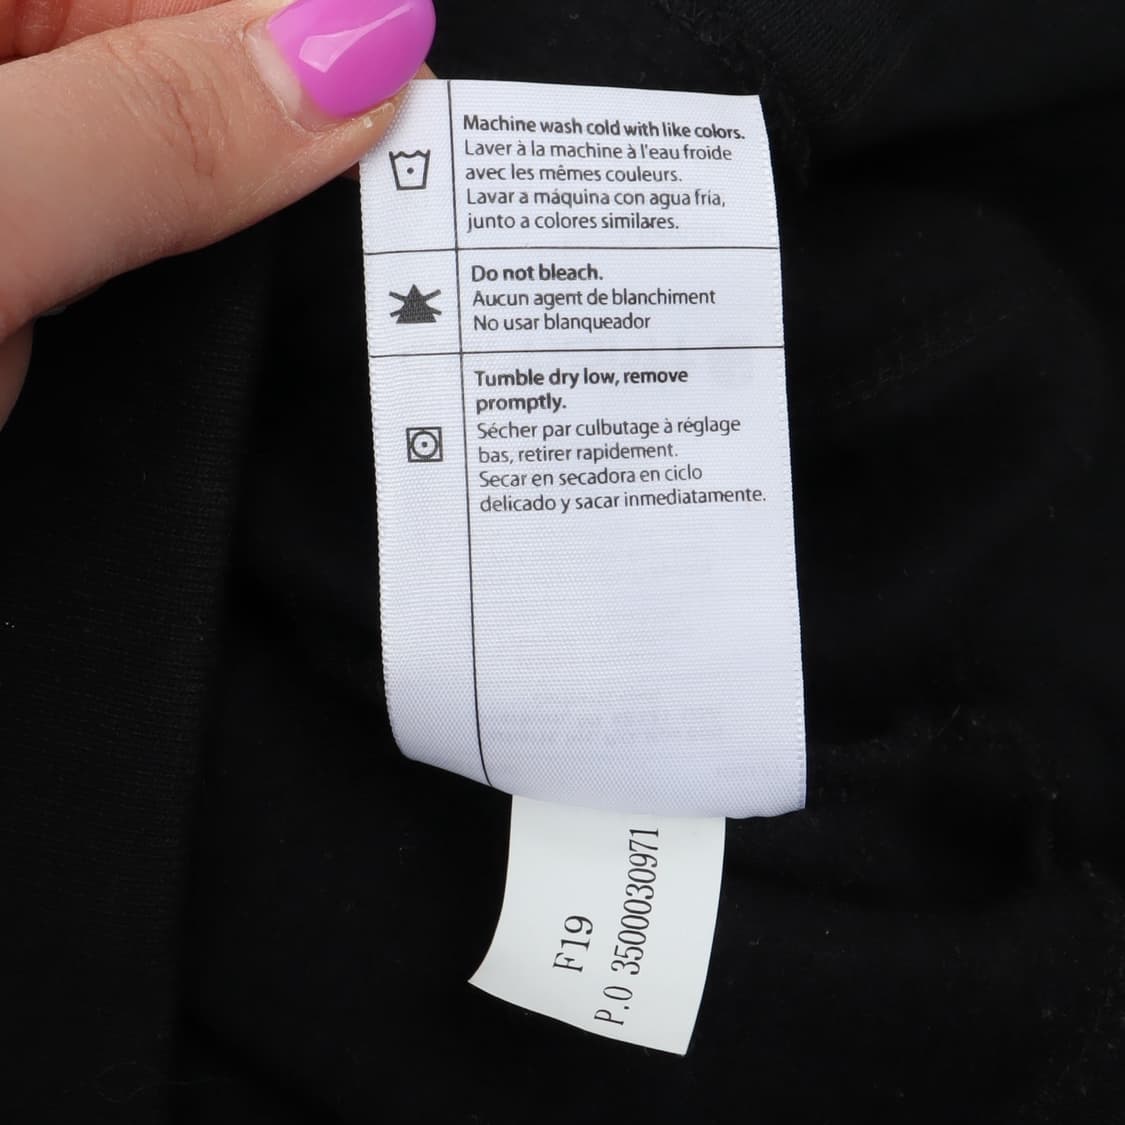 Machine wash cold with like colors.
Laver à la machine à l'eau froide
avec les mêmes couleurs.
Lavar a máquina con agua fría,
junto a colores similares.
Do not bleach.
Aucun agent de blanchiment
No usar blanqueador
Tumble dry low, remove
promptly.
Sécher par culbutage à réglage
bas, retirer rapidement.
Secar en secadora en ciclo
delicado y sacar inmediatamente.
F19
P.O 3500030971